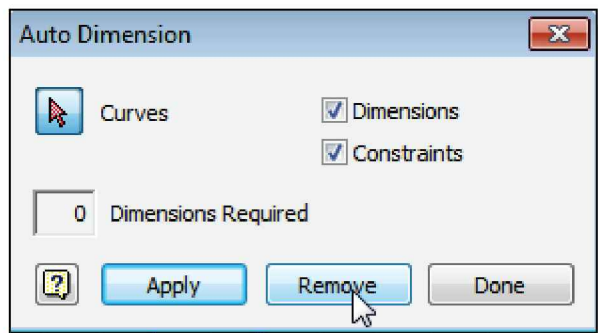 Auto Dimension
Curves
Dimensions
Constraints
0 Dimensions Required
? Apply Remove Done